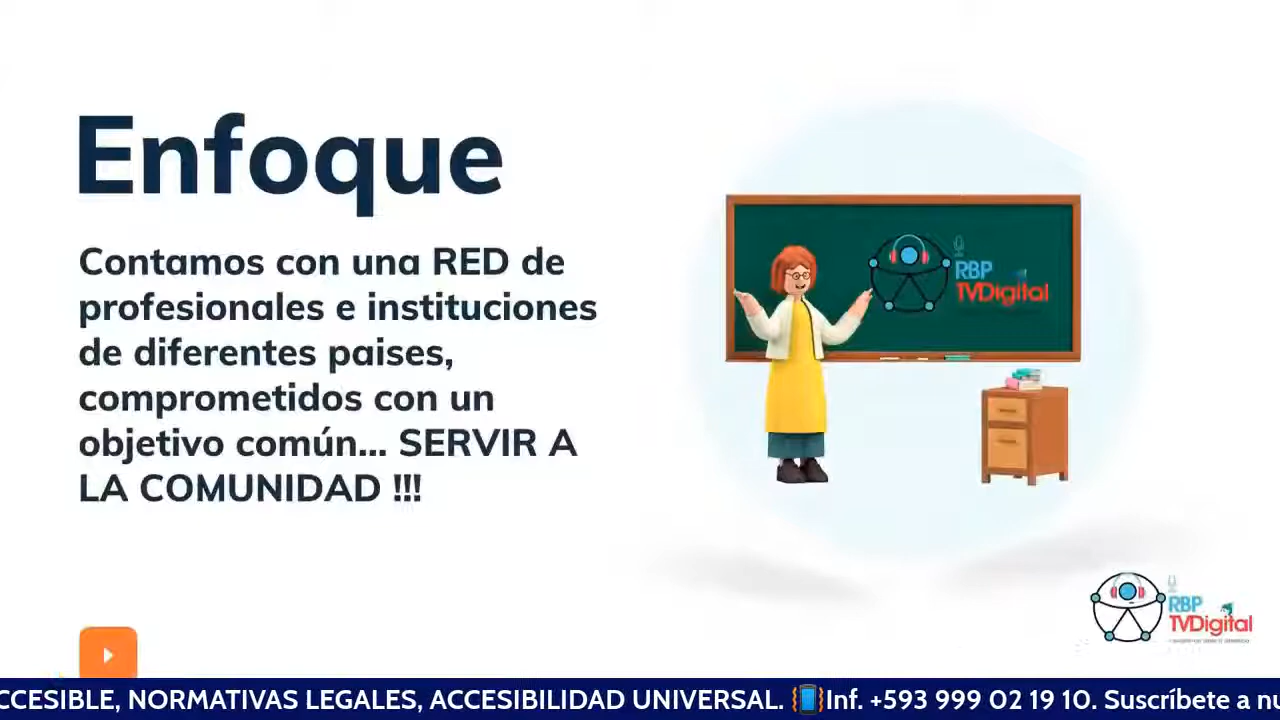 Enfoque
Contamos con una RED de
profesionales e instituciones
de diferentes paises,
comprometidos con un
objetivo común... SERVIR A
LA COMUNIDAD !!!
RBP
TVDigital
RBP
TVDigital
CCESIBLE, NORMATIVAS LEGALES, ACCESIBILIDAD UNIVERSAL. 📳Inf. +593 999 02 19 10. Suscríbete a nu